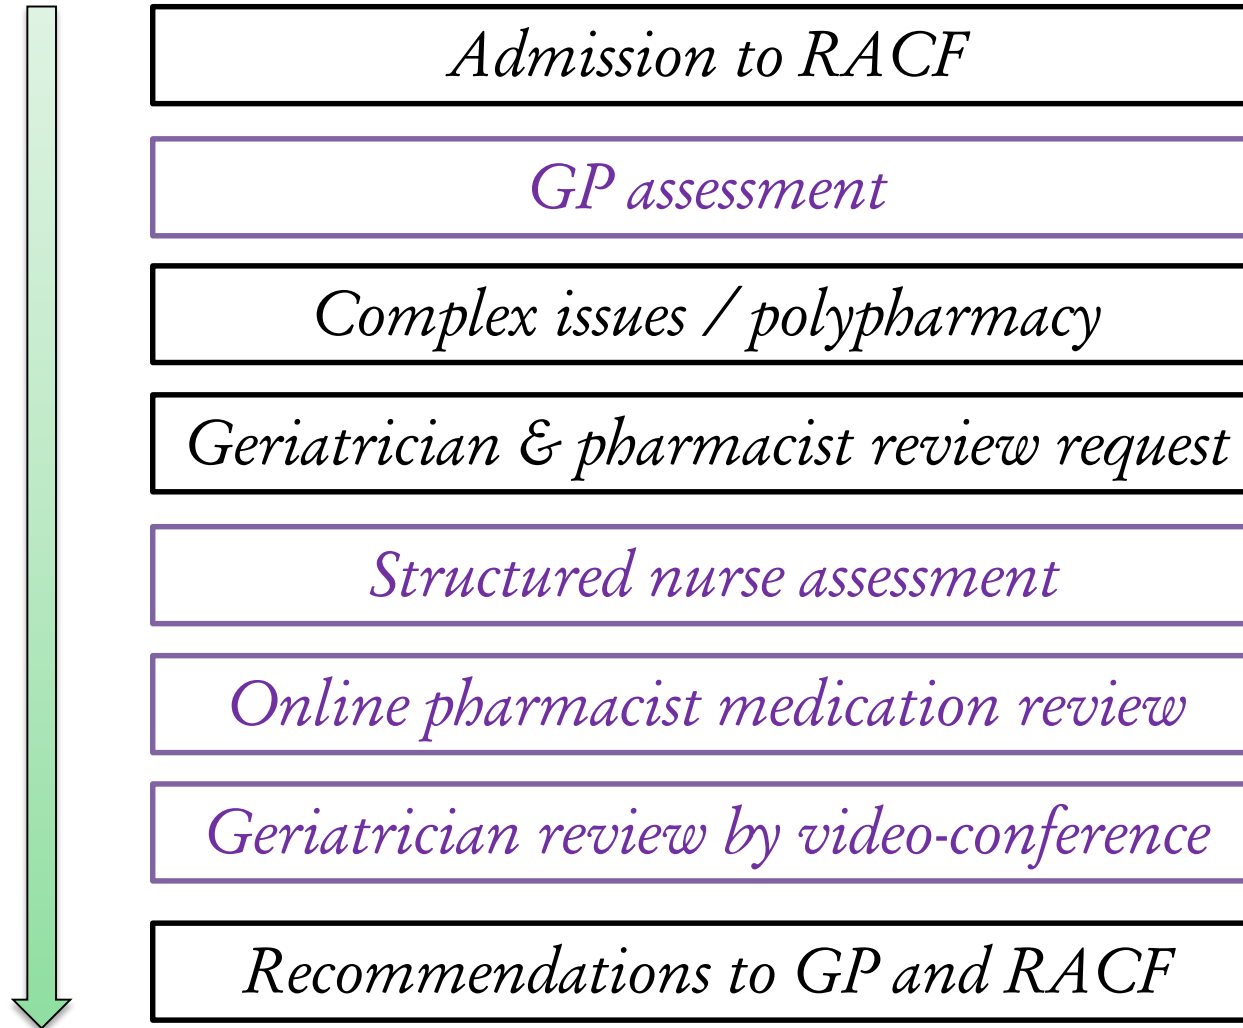 Admission to RACF
GP assessment
Complex issues / polypharmacy
Geriatrician & pharmacist review request
Structured nurse assessment
Online pharmacist medication review
Geriatrician review by video-conference
Recommendations to GP and RACF